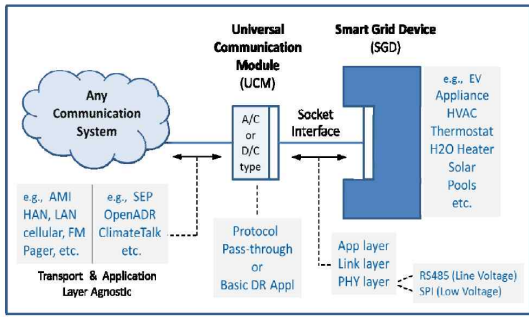 Universal
Communication
Module
(UCM)
Smart Grid Device
(SGD)
Any
Communication
System
A/C
or
D/C
type
Socket
Interface
e.g., EV
Appliance
HVAC
Thermostat
H2O Heater
Solar
Pools
etc.
e.g., AMI
HAN, LAN
cellular, FM
Pager, etc.
e.g., SEP
OpenADR
ClimateTalk
etc.
Transport & Application
Layer Agnostic
Protocol
Pass-through
or
Basic DR Appl
App layer
Link layer
PHY layer
RS485 (Line Voltage)
SPI (Low Voltage)